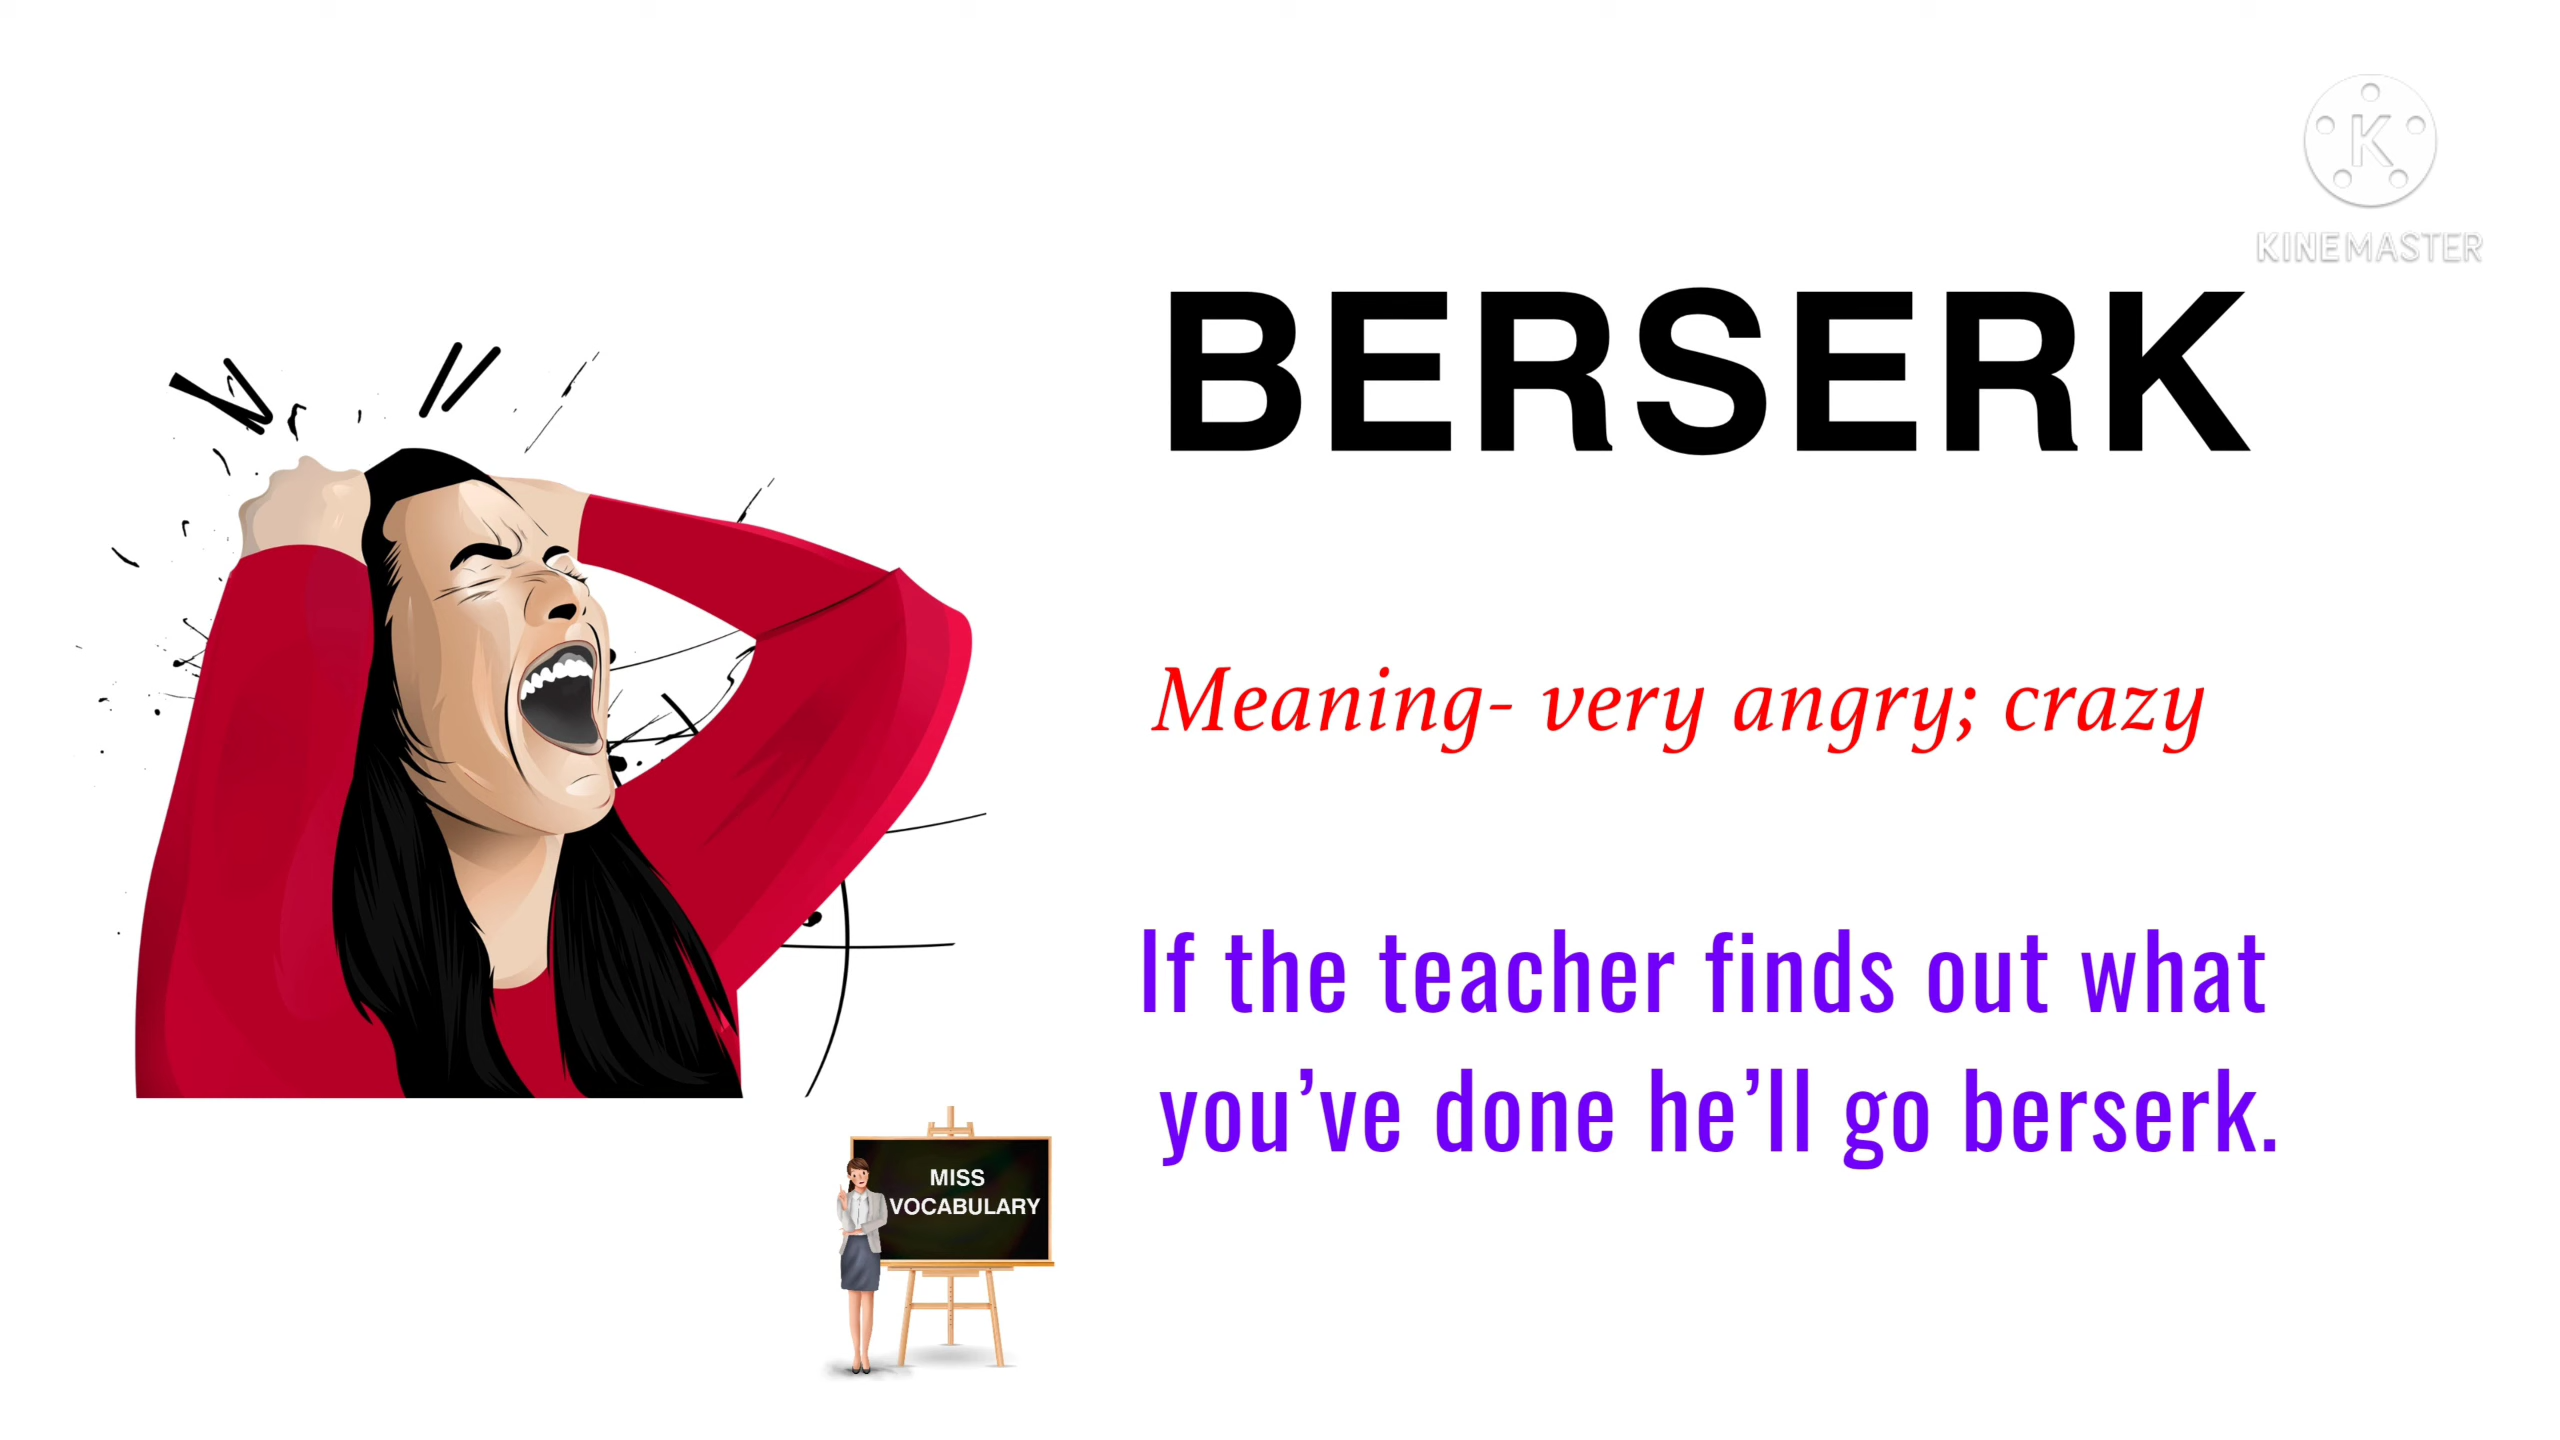 K
KINEMASTER
BERSERK
Meaning- very angry; crazy
If the teacher finds out what
you’ve done he’ll go berserk.
MISS
VOCABULARY